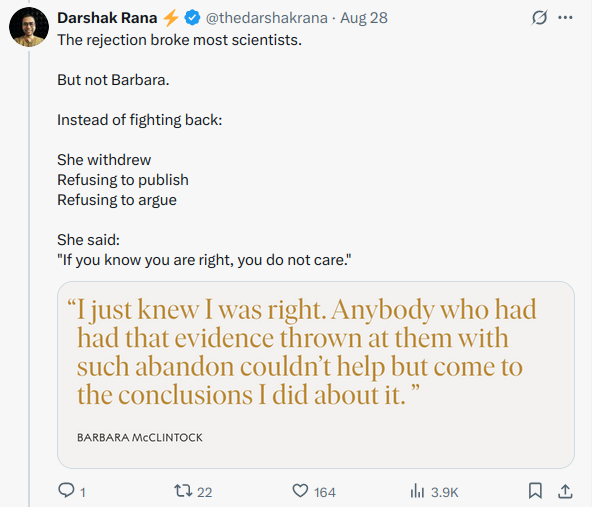 Darshak Rana ⚡ @thedarshakrana · Aug 28
The rejection broke most scientists.
But not Barbara.
Instead of fighting back:
She withdrew
Refusing to publish
Refusing to argue
She said:
"If you know you are right, you do not care."
“I just knew I was right. Anybody who had
had that evidence thrown at them with
such abandon couldn’t help but come to
the conclusions I did about it. ”
BARBARA McCLINTOCK
1 22 164 3.9K